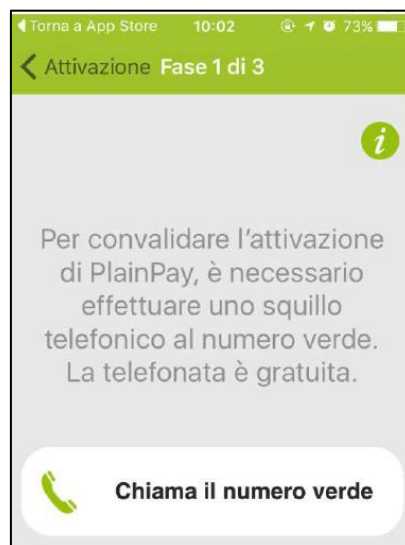 Torna a App Store 10:02 73%
Attivazione Fase 1 di 3
i
Per convalidare l'attivazione
di PlainPay, è necessario
effettuare uno squillo
telefonico al numero verde.
La telefonata è gratuita.
Chiama il numero verde